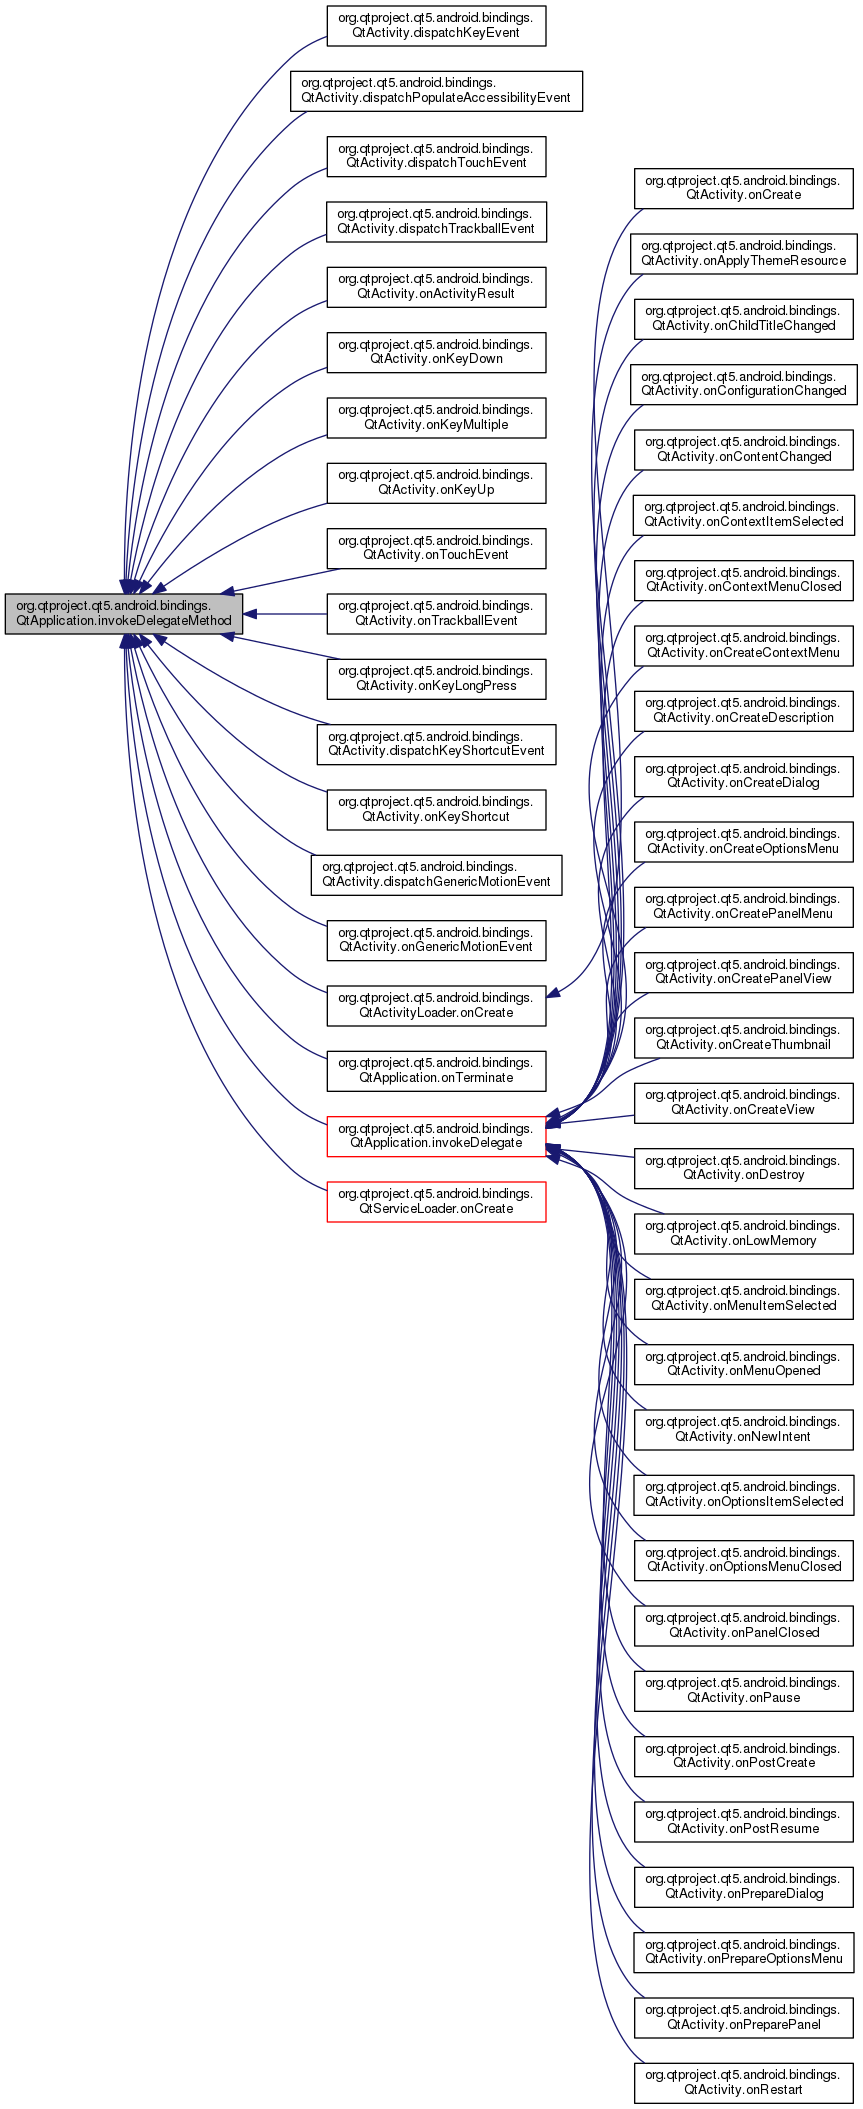 org.qtproject.qt5.android.bindings.
QtApplication.invokeDelegateMethod
org.qtproject.qt5.android.bindings.
QtActivity.dispatchKeyEvent
org.qtproject.qt5.android.bindings.
QtActivity.dispatchPopulateAccessibilityEvent
org.qtproject.qt5.android.bindings.
QtActivity.dispatchTouchEvent
org.qtproject.qt5.android.bindings.
QtActivity.dispatchTrackballEvent
org.qtproject.qt5.android.bindings.
QtActivity.onActivityResult
org.qtproject.qt5.android.bindings.
QtActivity.onKeyDown
org.qtproject.qt5.android.bindings.
QtActivity.onKeyMultiple
org.qtproject.qt5.android.bindings.
QtActivity.onKeyUp
org.qtproject.qt5.android.bindings.
QtActivity.onTouchEvent
org.qtproject.qt5.android.bindings.
QtActivity.onTrackballEvent
org.qtproject.qt5.android.bindings.
QtActivity.onKeyLongPress
org.qtproject.qt5.android.bindings.
QtActivity.dispatchKeyShortcutEvent
org.qtproject.qt5.android.bindings.
QtActivity.onKeyShortcut
org.qtproject.qt5.android.bindings.
QtActivity.dispatchGenericMotionEvent
org.qtproject.qt5.android.bindings.
QtActivity.onGenericMotionEvent
org.qtproject.qt5.android.bindings.
QtActivityLoader.onCreate
org.qtproject.qt5.android.bindings.
QtApplication.onTerminate
org.qtproject.qt5.android.bindings.
QtApplication.invokeDelegate
org.qtproject.qt5.android.bindings.
QtServiceLoader.onCreate
org.qtproject.qt5.android.bindings.
QtActivity.onCreate
org.qtproject.qt5.android.bindings.
QtActivity.onApplyThemeResource
org.qtproject.qt5.android.bindings.
QtActivity.onChildTitleChanged
org.qtproject.qt5.android.bindings.
QtActivity.onConfigurationChanged
org.qtproject.qt5.android.bindings.
QtActivity.onContentChanged
org.qtproject.qt5.android.bindings.
QtActivity.onContextItemSelected
org.qtproject.qt5.android.bindings.
QtActivity.onContextMenuClosed
org.qtproject.qt5.android.bindings.
QtActivity.onCreateContextMenu
org.qtproject.qt5.android.bindings.
QtActivity.onCreateDescription
org.qtproject.qt5.android.bindings.
QtActivity.onCreateDialog
org.qtproject.qt5.android.bindings.
QtActivity.onCreateOptionsMenu
org.qtproject.qt5.android.bindings.
QtActivity.onCreatePanelMenu
org.qtproject.qt5.android.bindings.
QtActivity.onCreatePanelView
org.qtproject.qt5.android.bindings.
QtActivity.onCreateThumbnail
org.qtproject.qt5.android.bindings.
QtActivity.onCreateView
org.qtproject.qt5.android.bindings.
QtActivity.onDestroy
org.qtproject.qt5.android.bindings.
QtActivity.onLowMemory
org.qtproject.qt5.android.bindings.
QtActivity.onMenuItemSelected
org.qtproject.qt5.android.bindings.
QtActivity.onMenuOpened
org.qtproject.qt5.android.bindings.
QtActivity.onNewIntent
org.qtproject.qt5.android.bindings.
QtActivity.onOptionsItemSelected
org.qtproject.qt5.android.bindings.
QtActivity.onOptionsMenuClosed
org.qtproject.qt5.android.bindings.
QtActivity.onPanelClosed
org.qtproject.qt5.android.bindings.
QtActivity.onPause
org.qtproject.qt5.android.bindings.
QtActivity.onPostCreate
org.qtproject.qt5.android.bindings.
QtActivity.onPostResume
org.qtproject.qt5.android.bindings.
QtActivity.onPrepareDialog
org.qtproject.qt5.android.bindings.
QtActivity.onPrepareOptionsMenu
org.qtproject.qt5.android.bindings.
QtActivity.onPreparePanel
org.qtproject.qt5.android.bindings.
QtActivity.onRestart